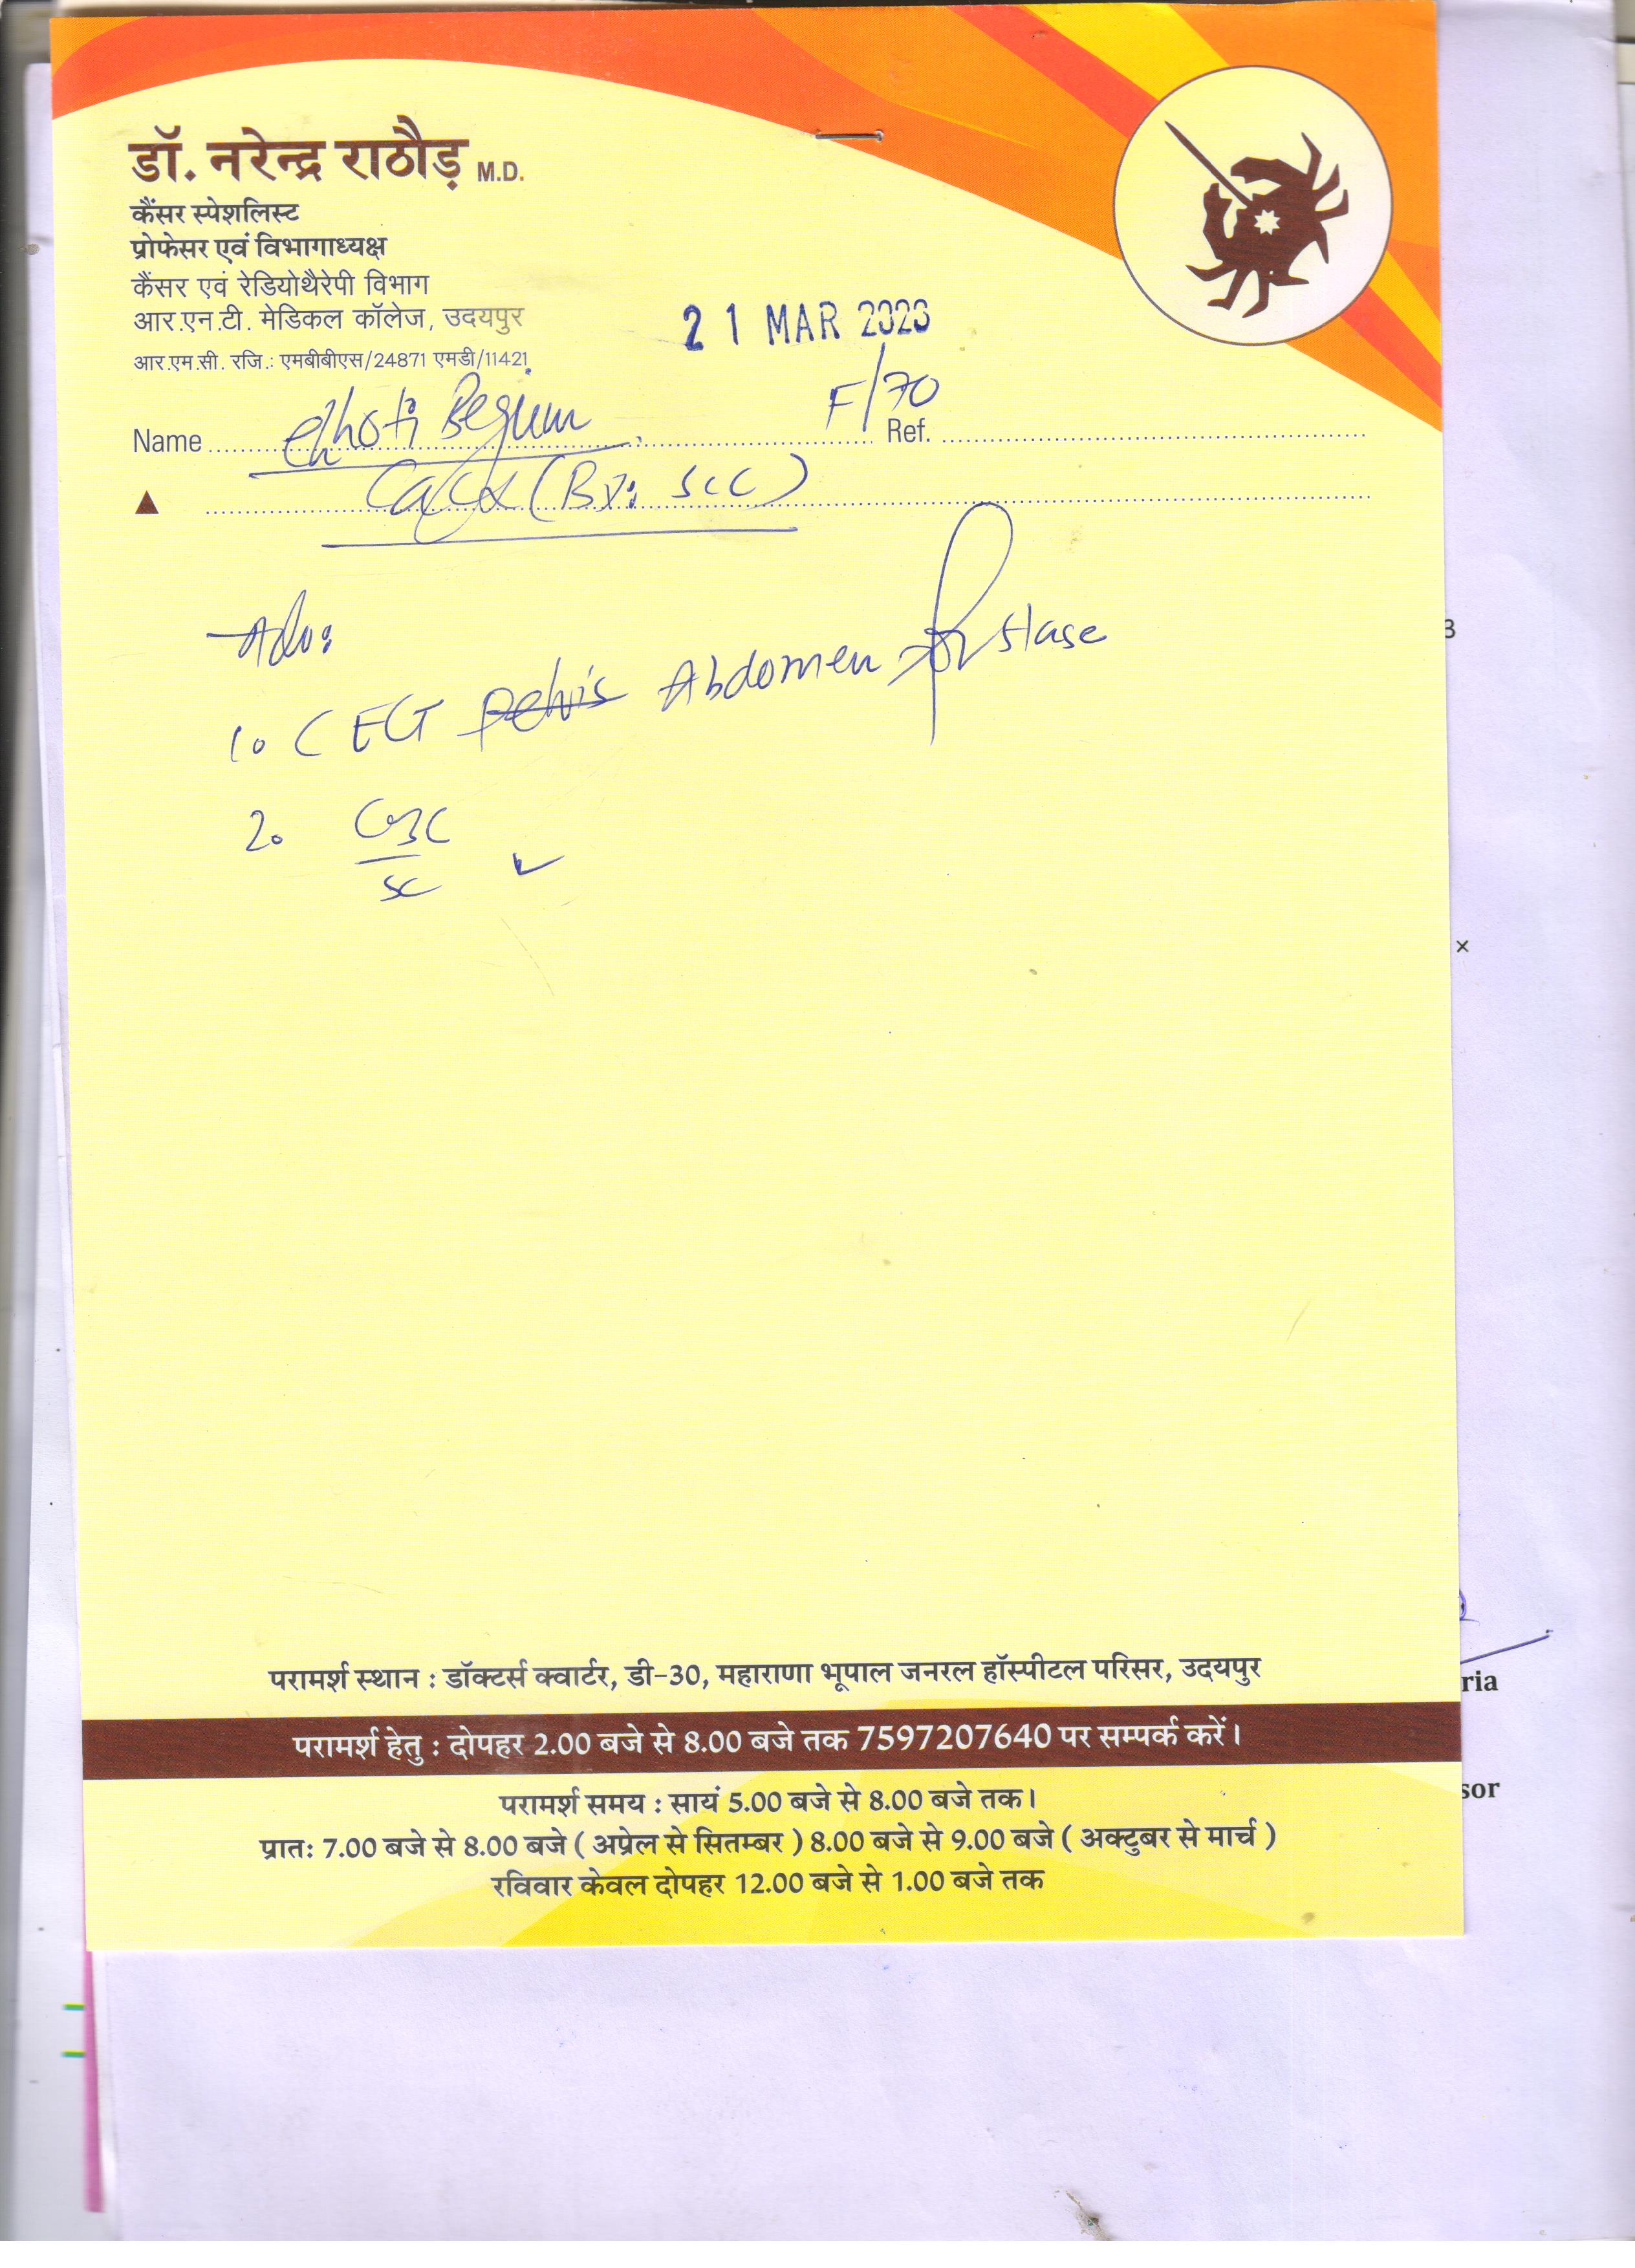 डॉ. नरेन्द्र राठौड़ M.D.
कैंसर स्पेशलिस्ट
प्रोफेसर एवं विभागाध्यक्ष
कैंसर एवं रेडियोथैरेपी विभाग
आर.एन.टी. मेडिकल कॉलेज, उदयपुर
आर.एम.सी. रजि.: एमबीबीएस/24871 एमडी/11421
21 MAR 2023
F/70
Name Choti Begum Ref.
Ca Cx (Bx: SCC)
Adv:
1. CECT Abdomen for stage
2. CBC
SC
3
×
ria
sor
परामर्श स्थान : डॉक्टर्स क्वार्टर, डी-30, महाराणा भूपाल जनरल हॉस्पीटल परिसर, उदयपुर
परामर्श हेतु : दोपहर 2.00 बजे से 8.00 बजे तक 7597207640 पर सम्पर्क करें।
परामर्श समय : सायं 5.00 बजे से 8.00 बजे तक।
प्रातः 7.00 बजे से 8.00 बजे ( अप्रेल से सितम्बर ) 8.00 बजे से 9.00 बजे ( अक्टुबर से मार्च )
रविवार केवल दोपहर 12.00 बजे से 1.00 बजे तक